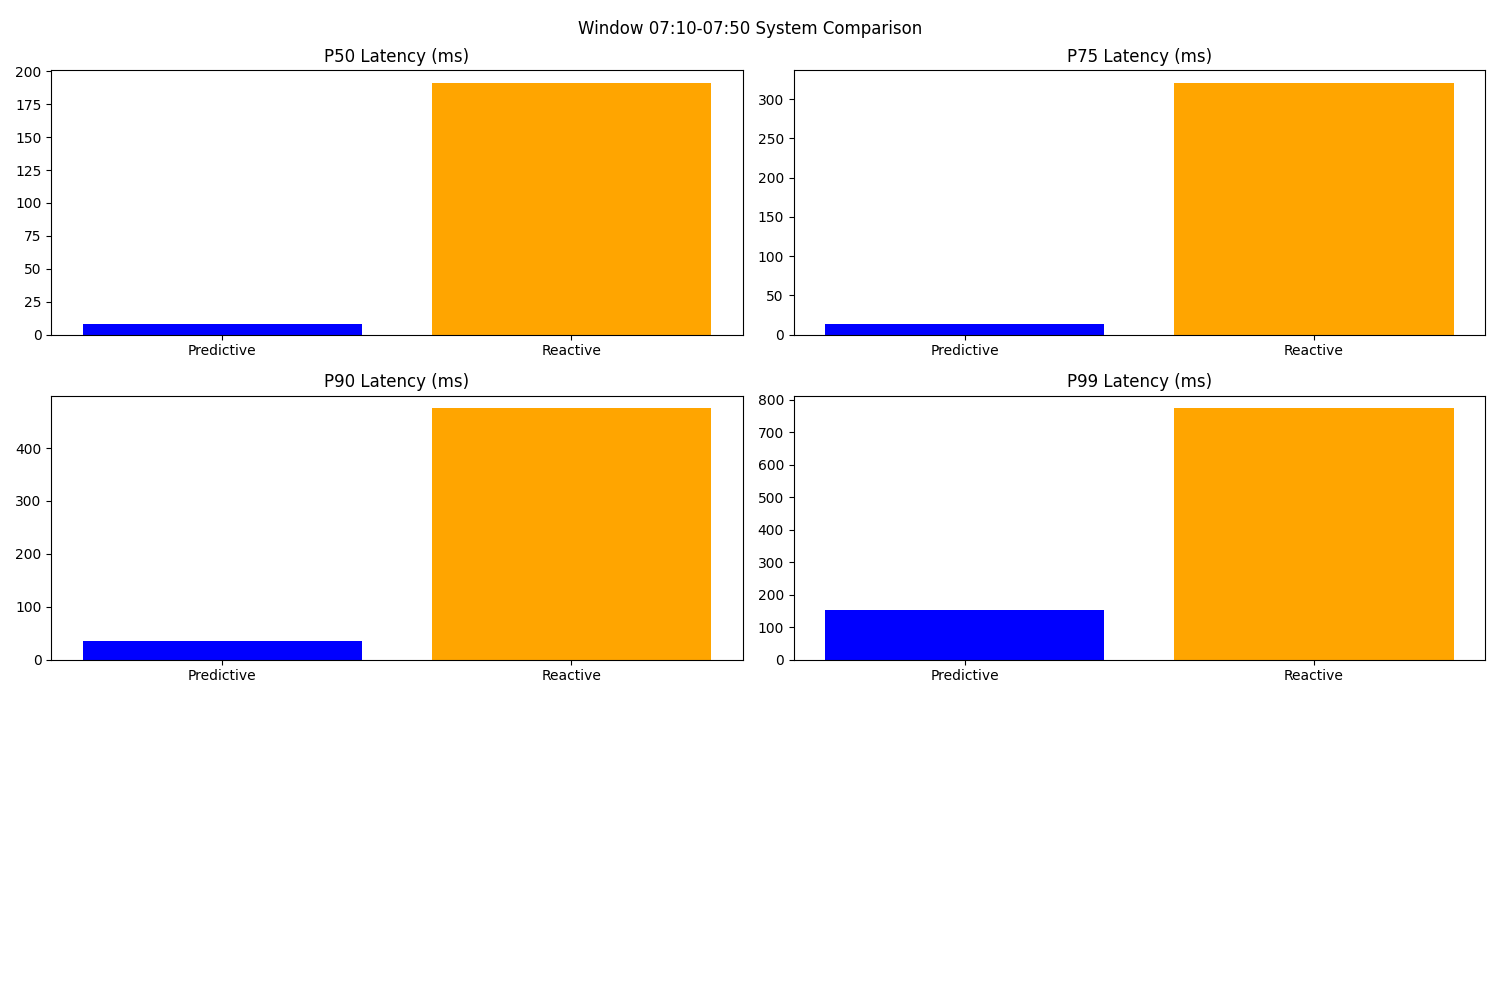 Window 07:10-07:50 System Comparison
P50 Latency (ms)
200
175
150
125
100
75
50
25
0
Predictive
Reactive
P75 Latency (ms)
300
250
200
150
100
50
0
Predictive
Reactive
P90 Latency (ms)
400
300
200
100
0
Predictive
Reactive
P99 Latency (ms)
800
700
600
500
400
300
200
100
0
Predictive
Reactive